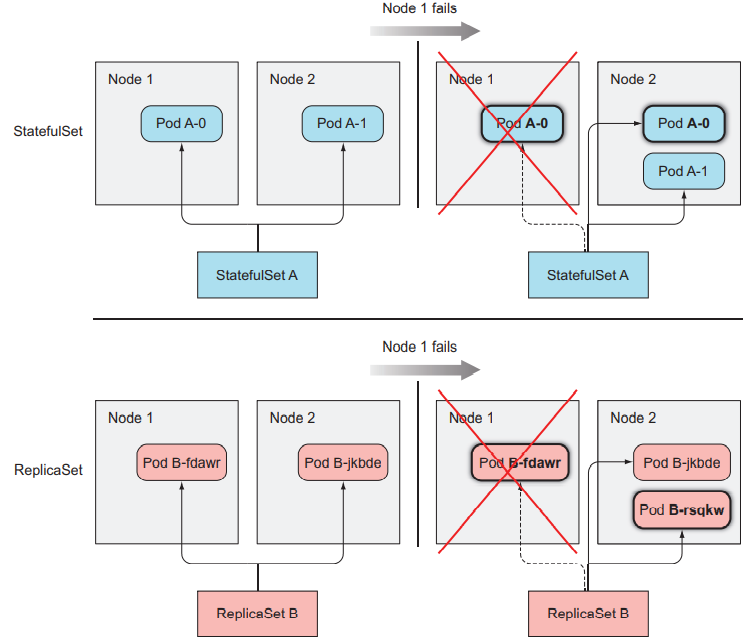 Node 1 fails
Node 1
Node 2
Node 1
Node 2
Pod A-0
Pod A-1
Pod A-0
Pod A-0
StatefulSet
Pod A-1
StatefulSet A
StatefulSet A
Node 1 fails
Node 1
Node 2
Node 1
Node 2
ReplicaSet
Pod B-fdawr
Pod B-jkbde
Pod B-fdawr
Pod B-jkbde
Pod B-rsqkw
ReplicaSet B
ReplicaSet B